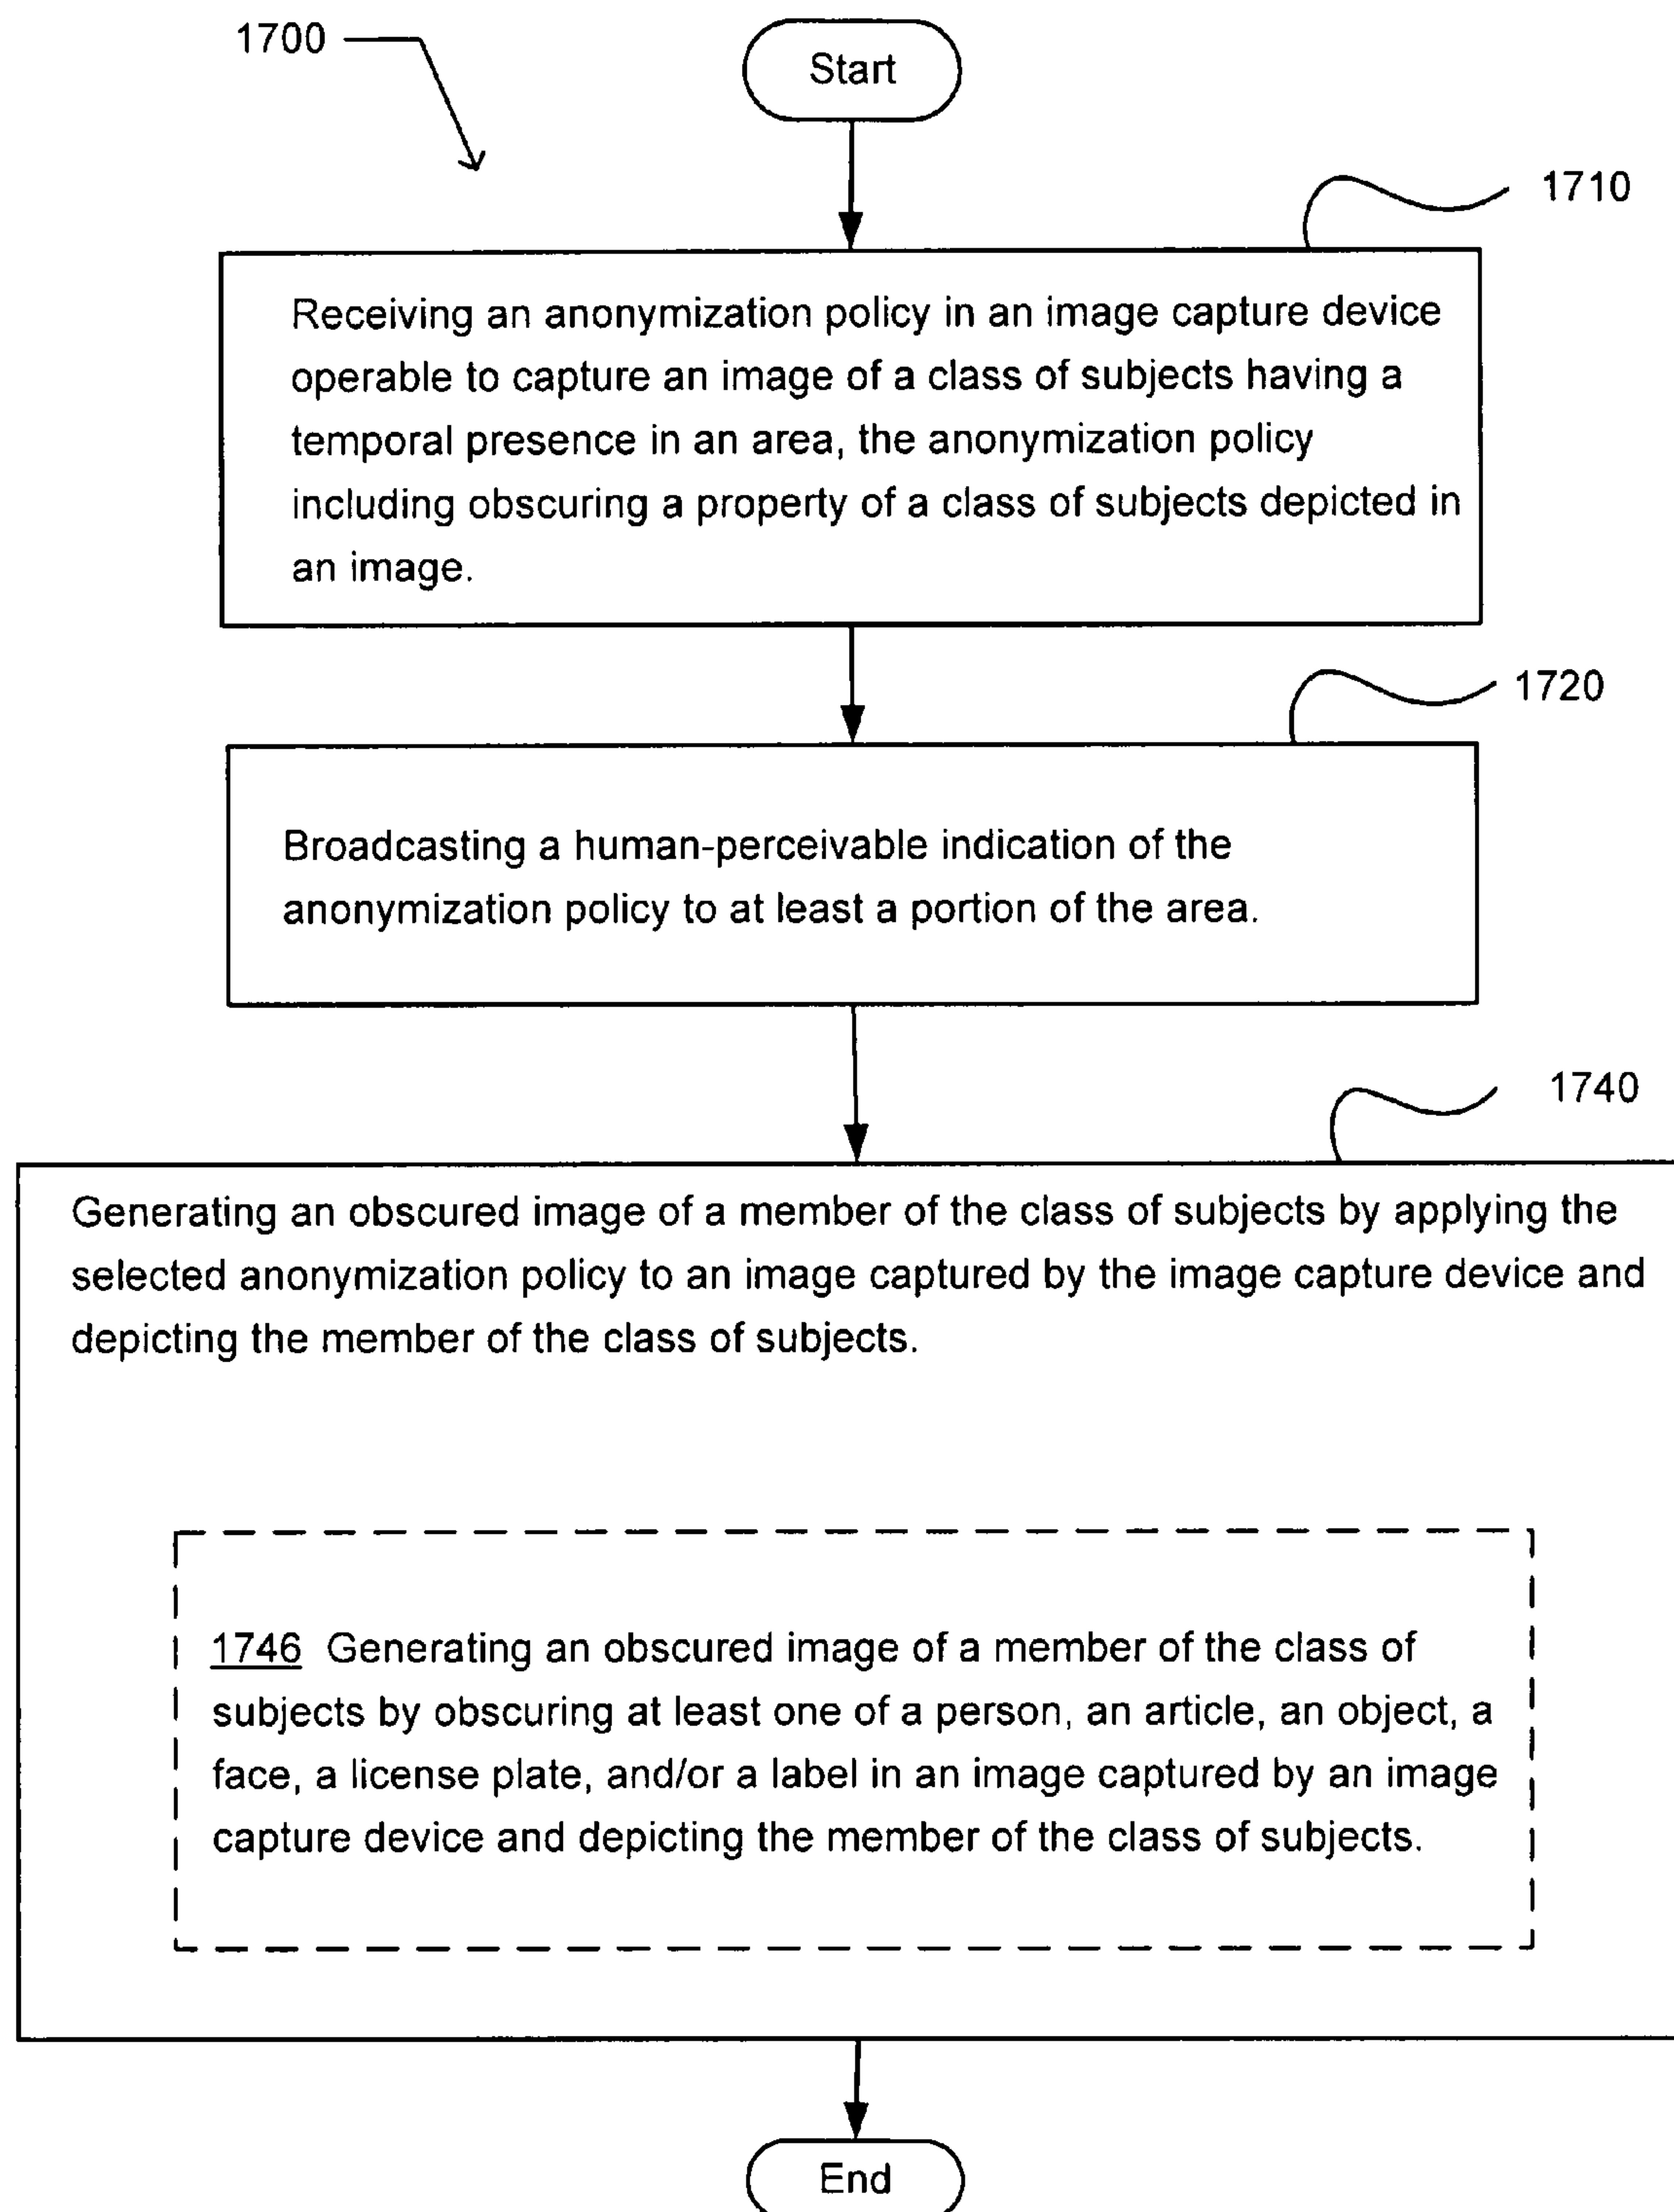 1700
Start
1710
Receiving an anonymization policy in an image capture device
operable to capture an image of a class of subjects having a
temporal presence in an area, the anonymization policy
including obscuring a property of a class of subjects depicted in
an image.
1720
Broadcasting a human-perceivable indication of the
anonymization policy to at least a portion of the area.
1740
Generating an obscured image of a member of the class of subjects by applying the
selected anonymization policy to an image captured by the image capture device and
depicting the member of the class of subjects.
1746 Generating an obscured image of a member of the class of
subjects by obscuring at least one of a person, an article, an object, a
face, a license plate, and/or a label in an image captured by an image
capture device and depicting the member of the class of subjects.
End